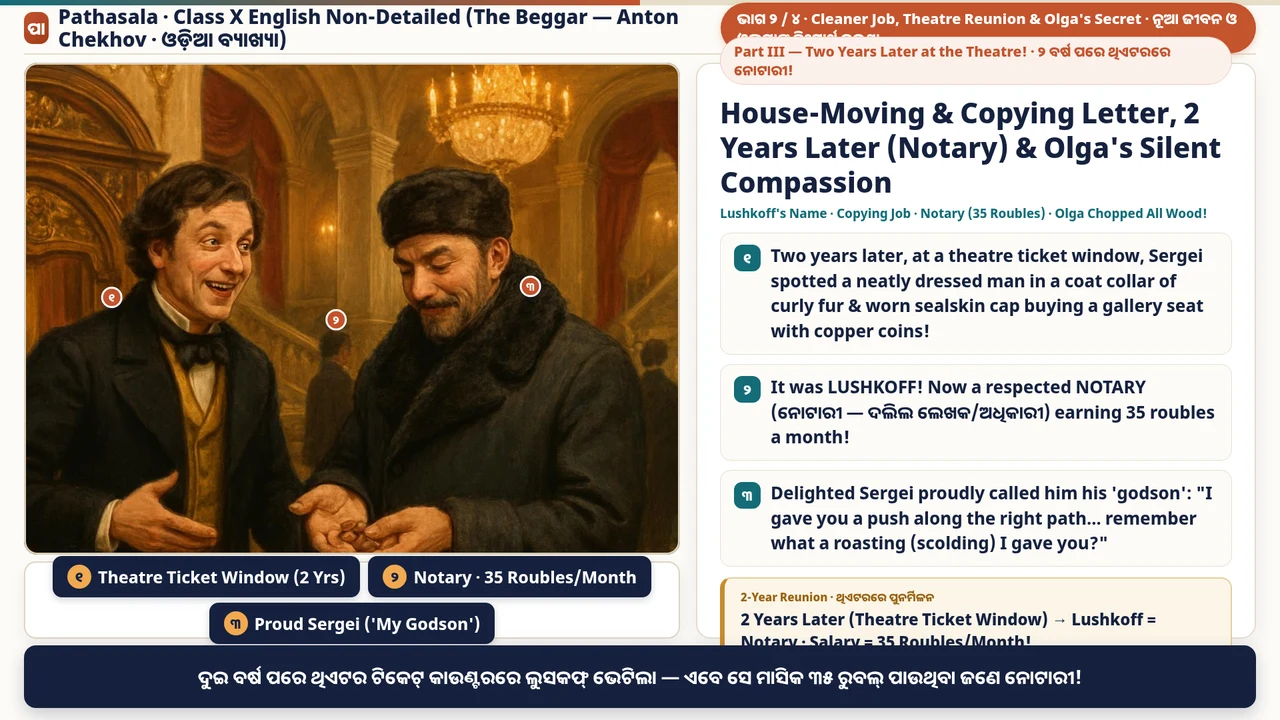 ପା
Pathasala · Class X English Non-Detailed (The Beggar — Anton
Chekhov · ଓଡ଼ିଆ ବ୍ୟାଖ୍ୟା)
ଭାଗ ୨ / ୪ · Cleaner Job, Theatre Reunion & Olga's Secret · ନୂଆ ଜୀବନ ଓ
Part III — Two Years Later at the Theatre! · ୨ ବର୍ଷ ପରେ ଥିଏଟରରେ
ନୋଟାରୀ!
House-Moving & Copying Letter, 2
Years Later (Notary) & Olga's Silent
Compassion
Lushkoff's Name · Copying Job · Notary (35 Roubles) · Olga Chopped All Wood!
୧ Two years later, at a theatre ticket window, Sergei
spotted a neatly dressed man in a coat collar of
curly fur & worn sealskin cap buying a gallery seat
with copper coins!
୨ It was LUSHKOFF! Now a respected NOTARY
(ନୋଟାରୀ — ଦଲିଲ ଲେଖକ/ଅଧିକାରୀ) earning 35 roubles
a month!
୩ Delighted Sergei proudly called him his 'godson': "I
gave you a push along the right path... remember
what a roasting (scolding) I gave you?"
2-Year Reunion · ଥିଏଟରରେ ପୁନର୍ମିଳନ
2 Years Later (Theatre Ticket Window) → Lushkoff =
Notary · Salary = 35 Roubles/Month!
୧
୨
୩
୧ Theatre Ticket Window (2 Yrs)
୨ Notary · 35 Roubles/Month
୩ Proud Sergei ('My Godson')
ଦୁଇ ବର୍ଷ ପରେ ଥିଏଟର ଟିକେଟ୍ କାଉଣ୍ଟରରେ ଲୁସକଫ୍ ଭେଟିଲା — ଏବେ ସେ ମାସିକ ୩୫ ରୁବଲ୍ ପାଉଥିବା ଜଣେ ନୋଟାରୀ!